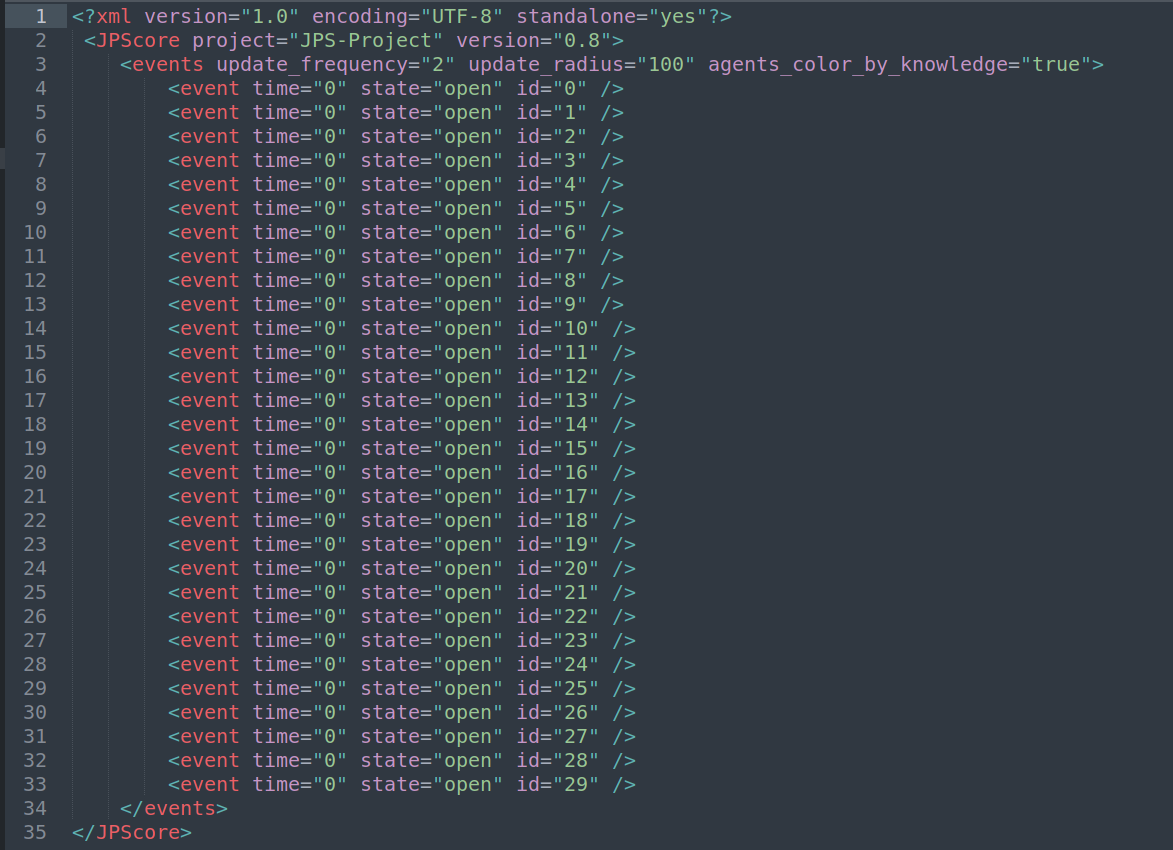 1 <?xml version="1.0" encoding="UTF-8" standalone="yes"?>
2 <JPScore project="JPS-Project" version="0.8">
3 <events update_frequency="2" update_radius="100" agents_color_by_knowledge="true">
4 <event time="0" state="open" id="0" />
5 <event time="0" state="open" id="1" />
6 <event time="0" state="open" id="2" />
7 <event time="0" state="open" id="3" />
8 <event time="0" state="open" id="4" />
9 <event time="0" state="open" id="5" />
10 <event time="0" state="open" id="6" />
11 <event time="0" state="open" id="7" />
12 <event time="0" state="open" id="8" />
13 <event time="0" state="open" id="9" />
14 <event time="0" state="open" id="10" />
15 <event time="0" state="open" id="11" />
16 <event time="0" state="open" id="12" />
17 <event time="0" state="open" id="13" />
18 <event time="0" state="open" id="14" />
19 <event time="0" state="open" id="15" />
20 <event time="0" state="open" id="16" />
21 <event time="0" state="open" id="17" />
22 <event time="0" state="open" id="18" />
23 <event time="0" state="open" id="19" />
24 <event time="0" state="open" id="20" />
25 <event time="0" state="open" id="21" />
26 <event time="0" state="open" id="22" />
27 <event time="0" state="open" id="23" />
28 <event time="0" state="open" id="24" />
29 <event time="0" state="open" id="25" />
30 <event time="0" state="open" id="26" />
31 <event time="0" state="open" id="27" />
32 <event time="0" state="open" id="28" />
33 <event time="0" state="open" id="29" />
34 </events>
35 </JPScore>